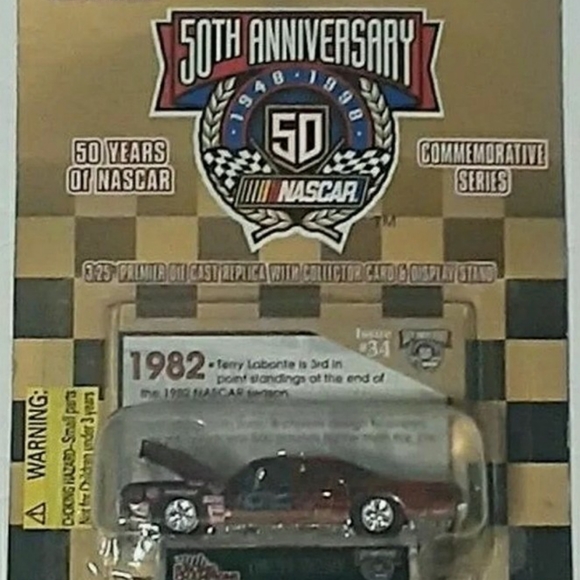 50TH ANNIVERSARY
1948 · 1998
50
NASCAR
TM
50 YEARS
Of NASCAR
COMMEMORATIVE
SERIES
3.25" PREMIER DIE CAST REPLICA WITH COLLECTOR CARD & DISPLAY STAND
Issue
#34
1982 • Terry Labonte is 3rd in
point standings at the end of
the 1982 NASCAR season.
WARNING:
CHOKING HAZARD-Small parts
Not for Children under 3 years